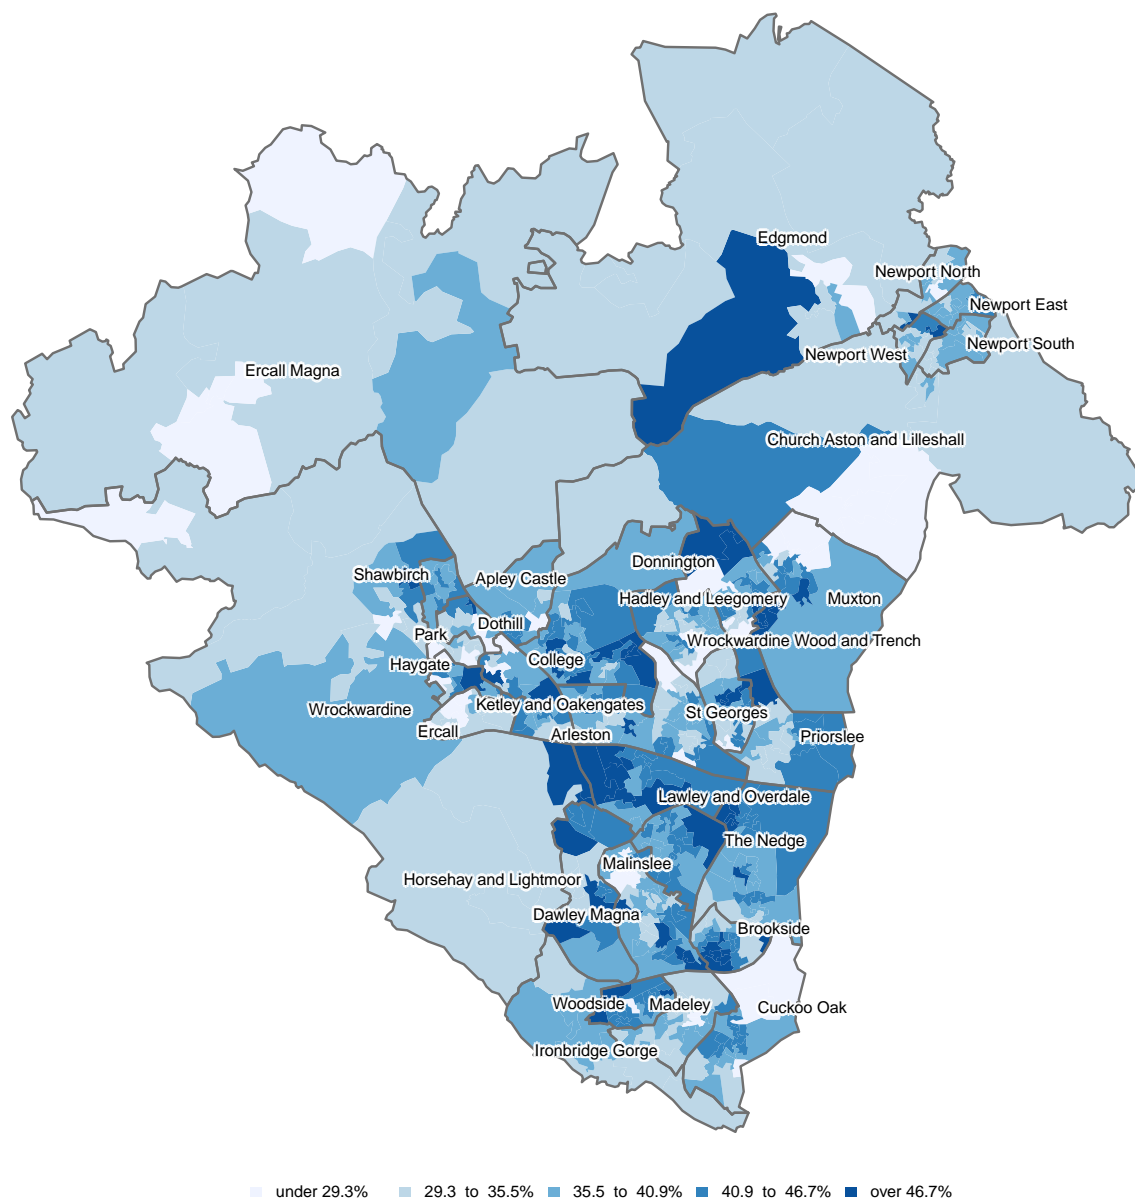 Edgmond
Newport North
Newport East
Newport South
Newport West
Ercall Magna
Church Aston and Lilleshall
Donnington
Shawbirch
Apley Castle
Hadley and Leegomery
Muxton
Dothill
Park
Wrockwardine Wood and Trench
College
Haygate
Ketley and Oakengates
Wrockwardine
St Georges
Ercall
Arleston
Priorslee
Lawley and Overdale
The Nedge
Malinslee
Horsehay and Lightmoor
Dawley Magna
Brookside
Woodside
Madeley
Cuckoo Oak
Ironbridge Gorge
under 29.3% 29.3 to 35.5% 35.5 to 40.9% 40.9 to 46.7% over 46.7%